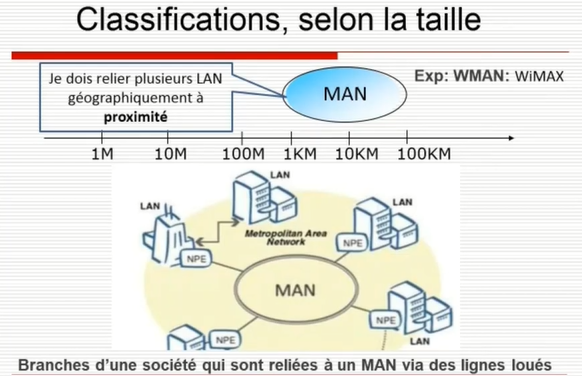 Classifications, selon la taille
Je dois relier plusieurs LAN
géographiquement à
proximité
MAN
Exp: WMAN: WiMAX
1M 10M 100M 1KM 10KM 100KM
LAN
LAN
LAN
Metropolitan Area
Network
NPE
NPE
MAN
NPE
NPE
LAN
Branches d’une société qui sont reliées à un MAN via des lignes loués